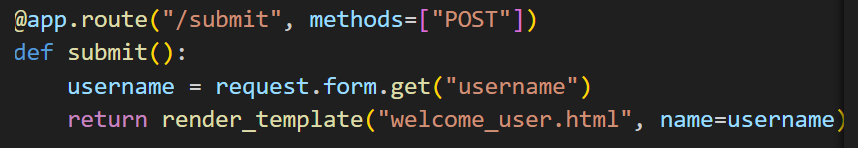 @app.route("/submit", methods=["POST"])
def submit():
    username = request.form.get("username")
    return render_template("welcome_user.html", name=username)